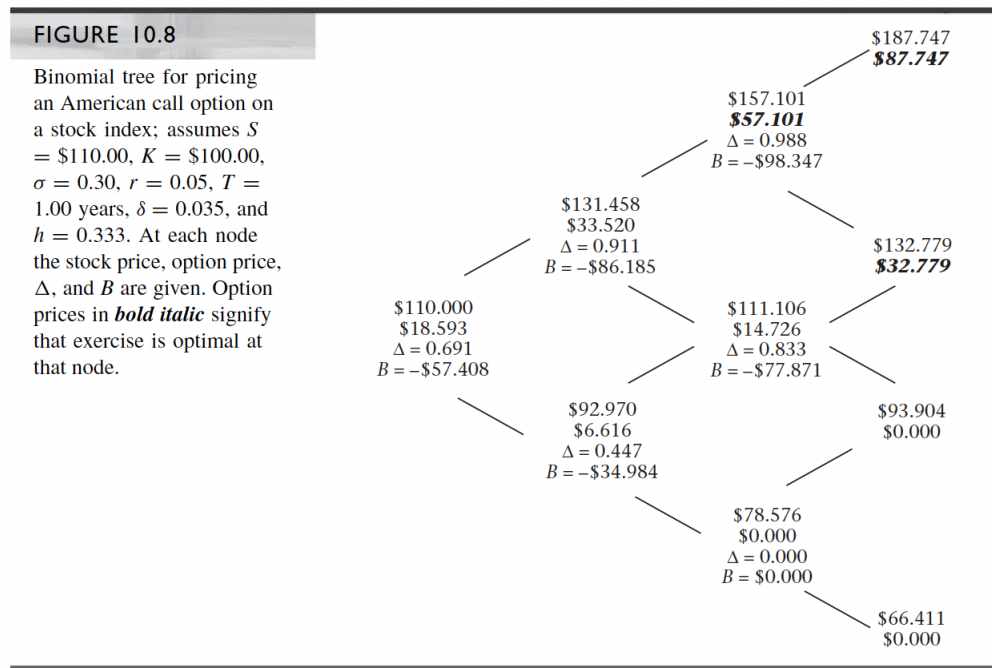 FIGURE 10.8
Binomial tree for pricing
an American call option on
a stock index; assumes S
= $110.00, K = $100.00,
σ = 0.30, r = 0.05, T =
1.00 years, δ = 0.035, and
h = 0.333. At each node
the stock price, option price,
Δ, and B are given. Option
prices in bold italic signify
that exercise is optimal at
that node.
$187.747
$87.747
$157.101
$57.101
Δ = 0.988
B = –$98.347
$131.458
$33.520
Δ = 0.911
B = –$86.185
$132.779
$32.779
$110.000
$18.593
Δ = 0.691
B = –$57.408
$111.106
$14.726
Δ = 0.833
B = –$77.871
$92.970
$6.616
Δ = 0.447
B = –$34.984
$93.904
$0.000
$78.576
$0.000
Δ = 0.000
B = $0.000
$66.411
$0.000